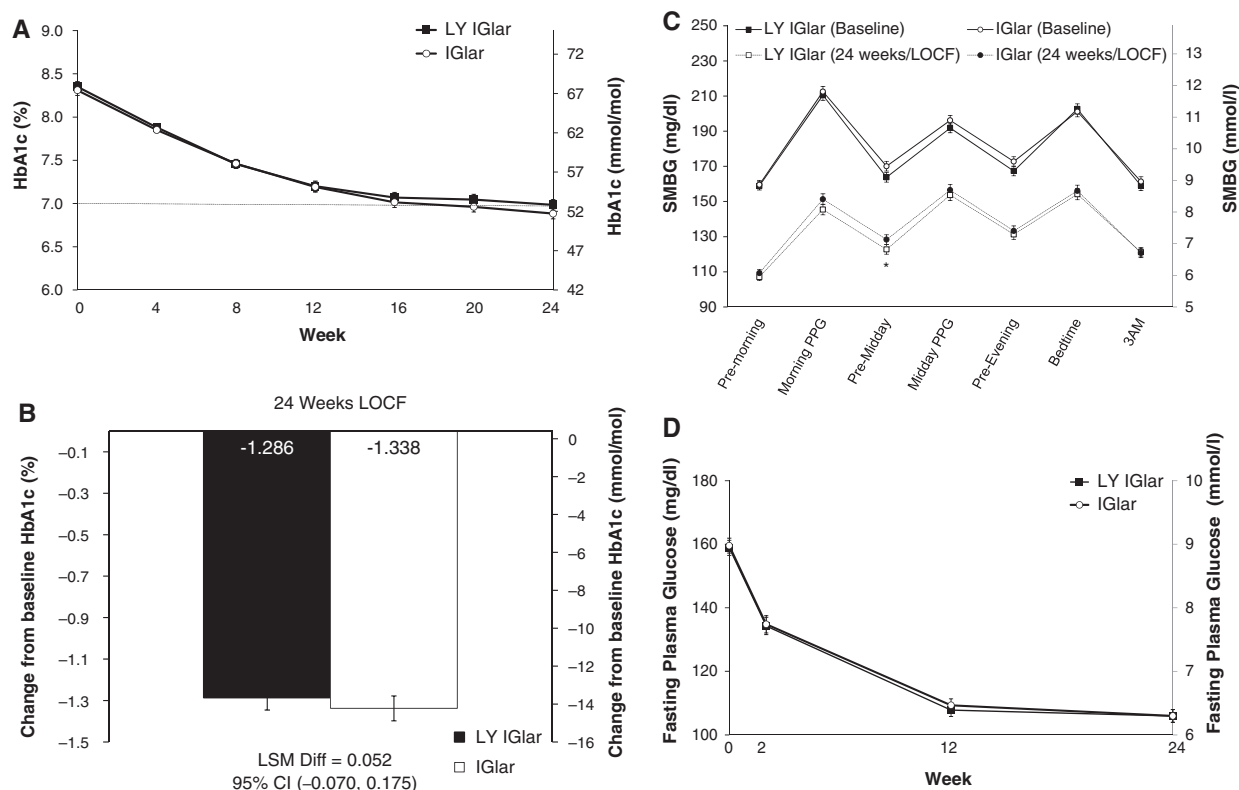 A
LY IGlar
IGlar
HbA1c (%)
9.0
8.5
8.0
7.5
7.0
6.5
6.0
HbA1c (mmol/mol)
72
67
62
57
52
47
42
0 4 8 12 16 20 24
Week
B
24 Weeks LOCF
Change from baseline HbA1c (%)
–0.1
–0.3
–0.5
–0.7
–0.9
–1.1
–1.3
–1.5
-1.286 -1.338
Change from baseline HbA1c (mmol/mol)
0
–2
–4
–6
–8
–10
–12
–14
–16
LY IGlar
IGlar
LSM Diff = 0.052
95% CI (–0.070, 0.175)
C
LY IGlar (Baseline) IGlar (Baseline)
LY IGlar (24 weeks/LOCF) IGlar (24 weeks/LOCF)
SMBG (mg/dl)
250
230
210
190
170
150
130
110
90
SMBG (mmol/l)
13
12
11
10
9
8
7
6
5
*
Pre-morning
Morning PPG
Pre-Midday
Midday PPG
Pre-Evening
Bedtime
3AM
D
LY IGlar
IGlar
Fasting Plasma Glucose (mg/dl)
180
160
140
120
100
Fasting Plasma Glucose (mmol/l)
10
9
8
7
6
0 2 12 24
Week